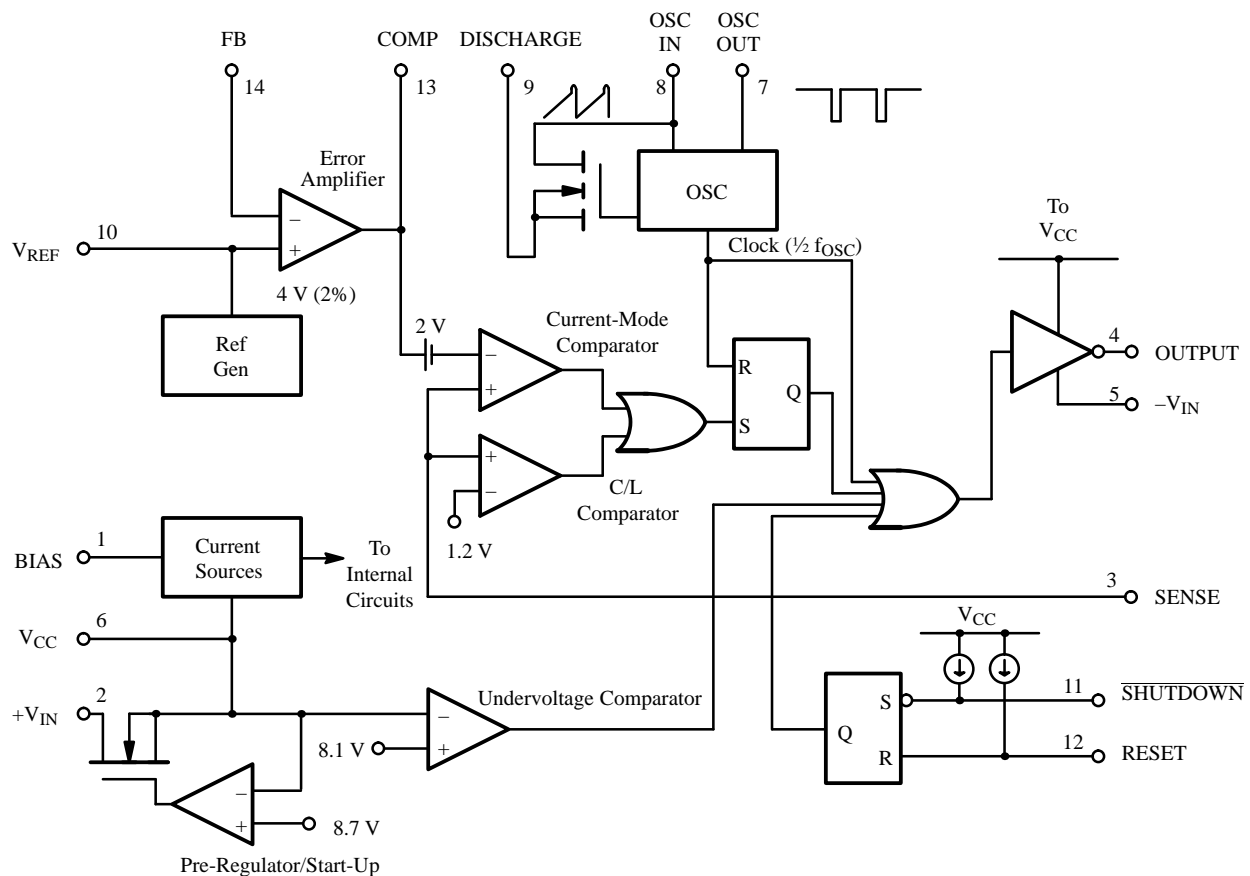 FB
COMP
DISCHARGE
OSC
IN
OSC
OUT
14
13
9
8
7
Error
Amplifier
OSC
−
+
10
VREF
4 V (2%)
Clock (½ fOSC)
To
VCC
Ref
Gen
2 V
Current-Mode
Comparator
−
+
R
Q
S
4
OUTPUT
5
–VIN
+
−
C/L
Comparator
1.2 V
1
BIAS
Current
Sources
To
Internal
Circuits
3
SENSE
6
VCC
VCC
2
+VIN
Undervoltage Comparator
−
+
8.1 V
S
Q
R
11
SHUTDOWN
12
RESET
−
+
8.7 V
Pre-Regulator/Start-Up